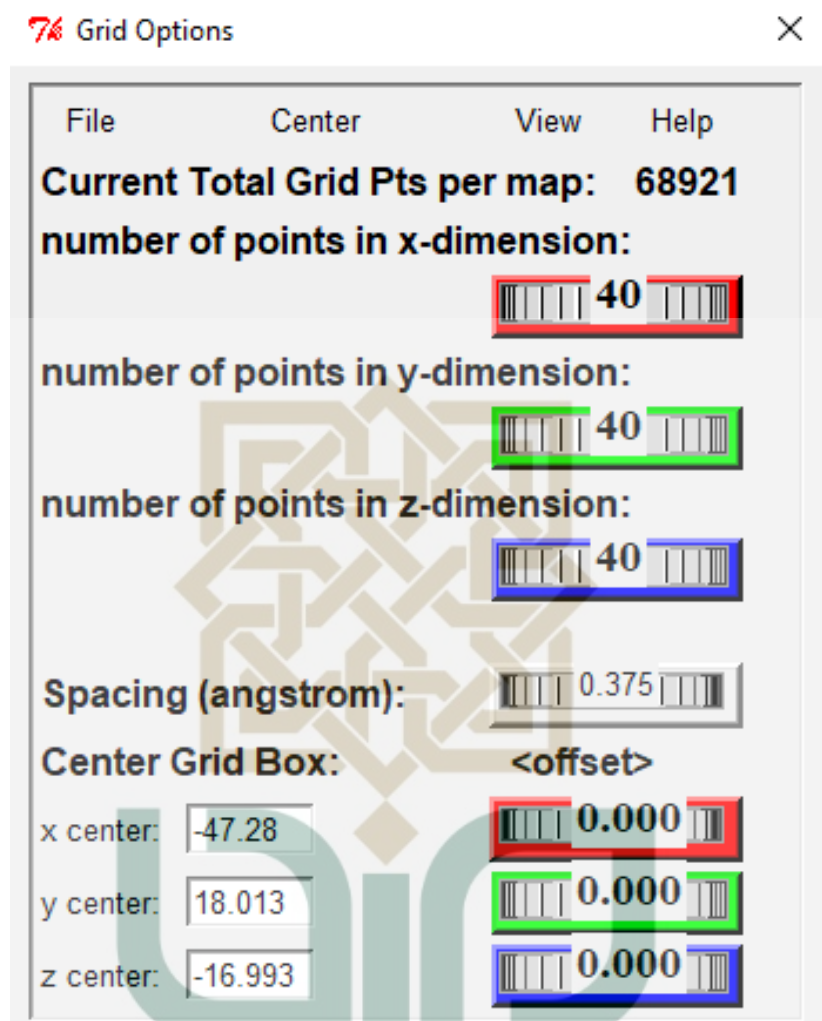 Grid Options
File Center View Help
Current Total Grid Pts per map: 68921
number of points in x-dimension:
40
number of points in y-dimension:
40
number of points in z-dimension:
40
Spacing (angstrom): 0.375
Center Grid Box: <offset>
x center: -47.28 0.000
y center: 18.013 0.000
z center: -16.993 0.000